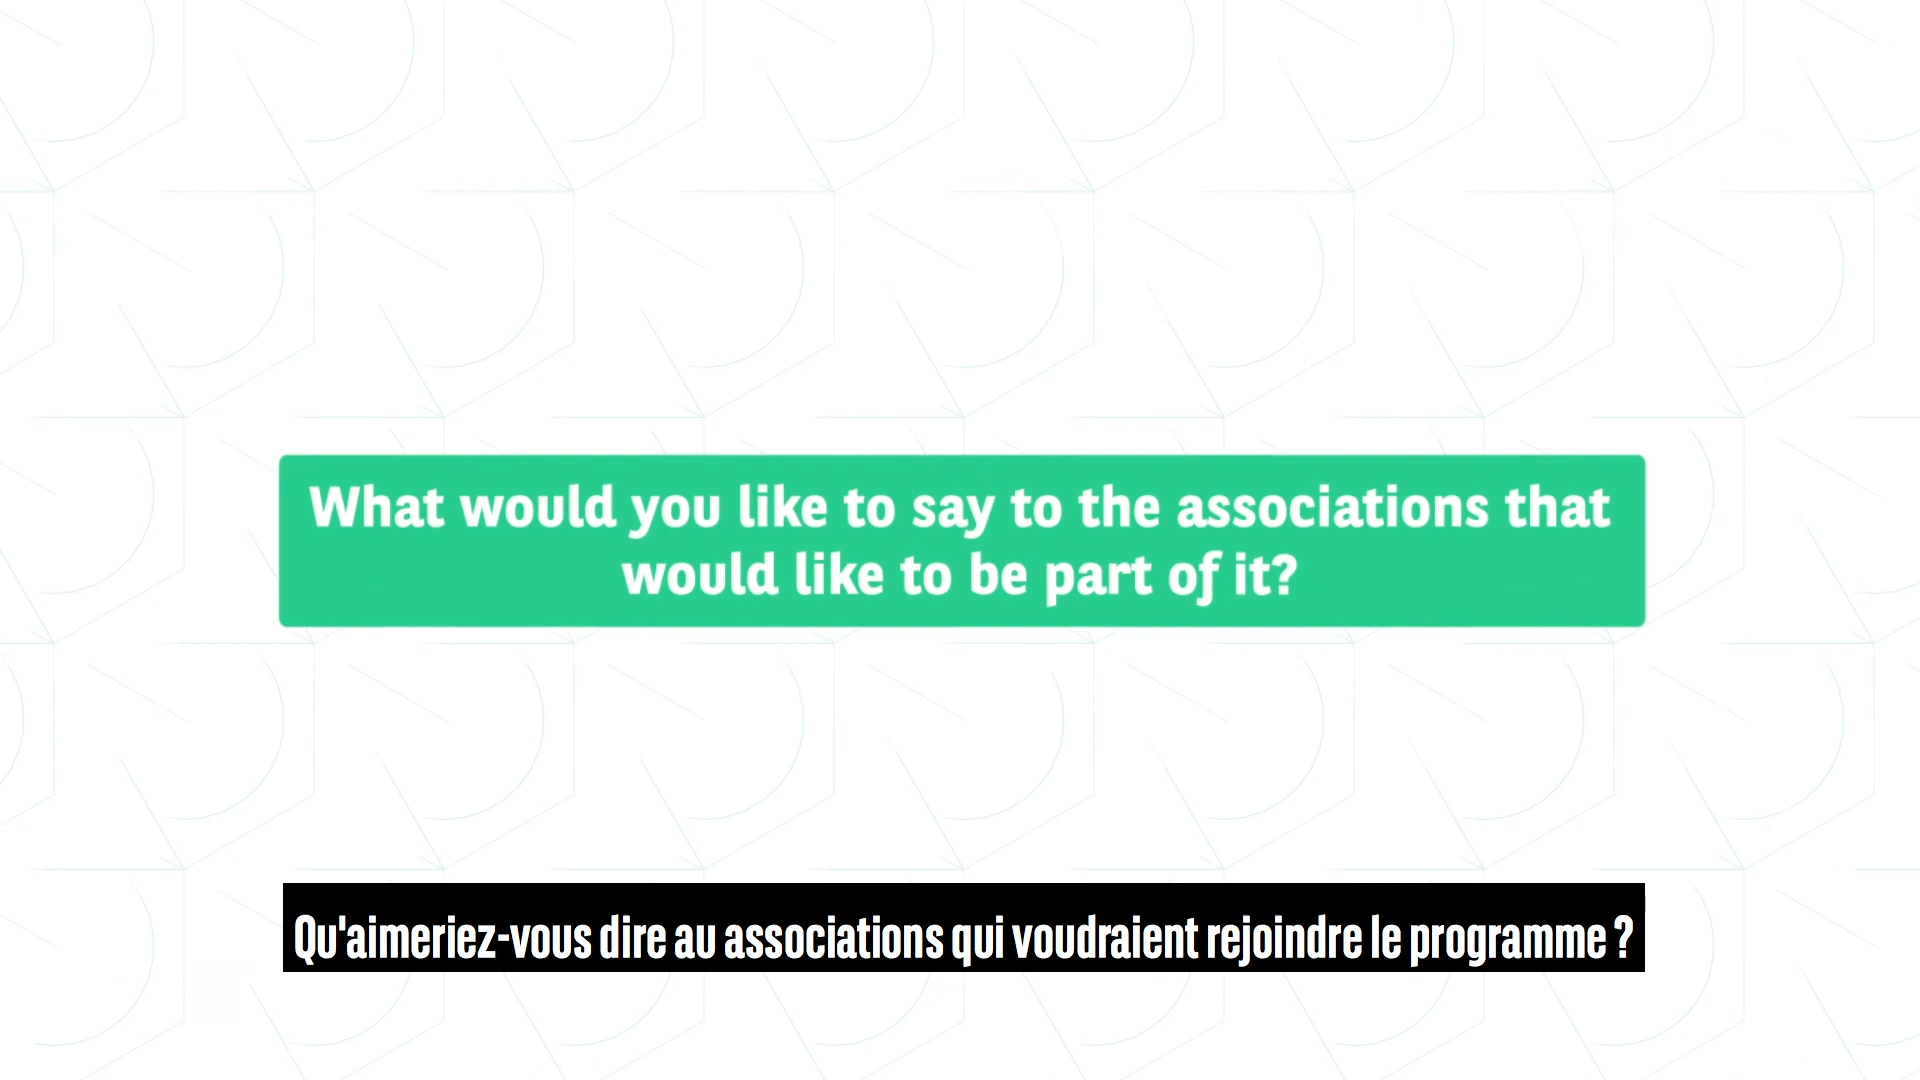 What would you like to say to the associations that
would like to be part of it?
Qu'aimeriez-vous dire au associations qui voudraient rejoindre le programme ?